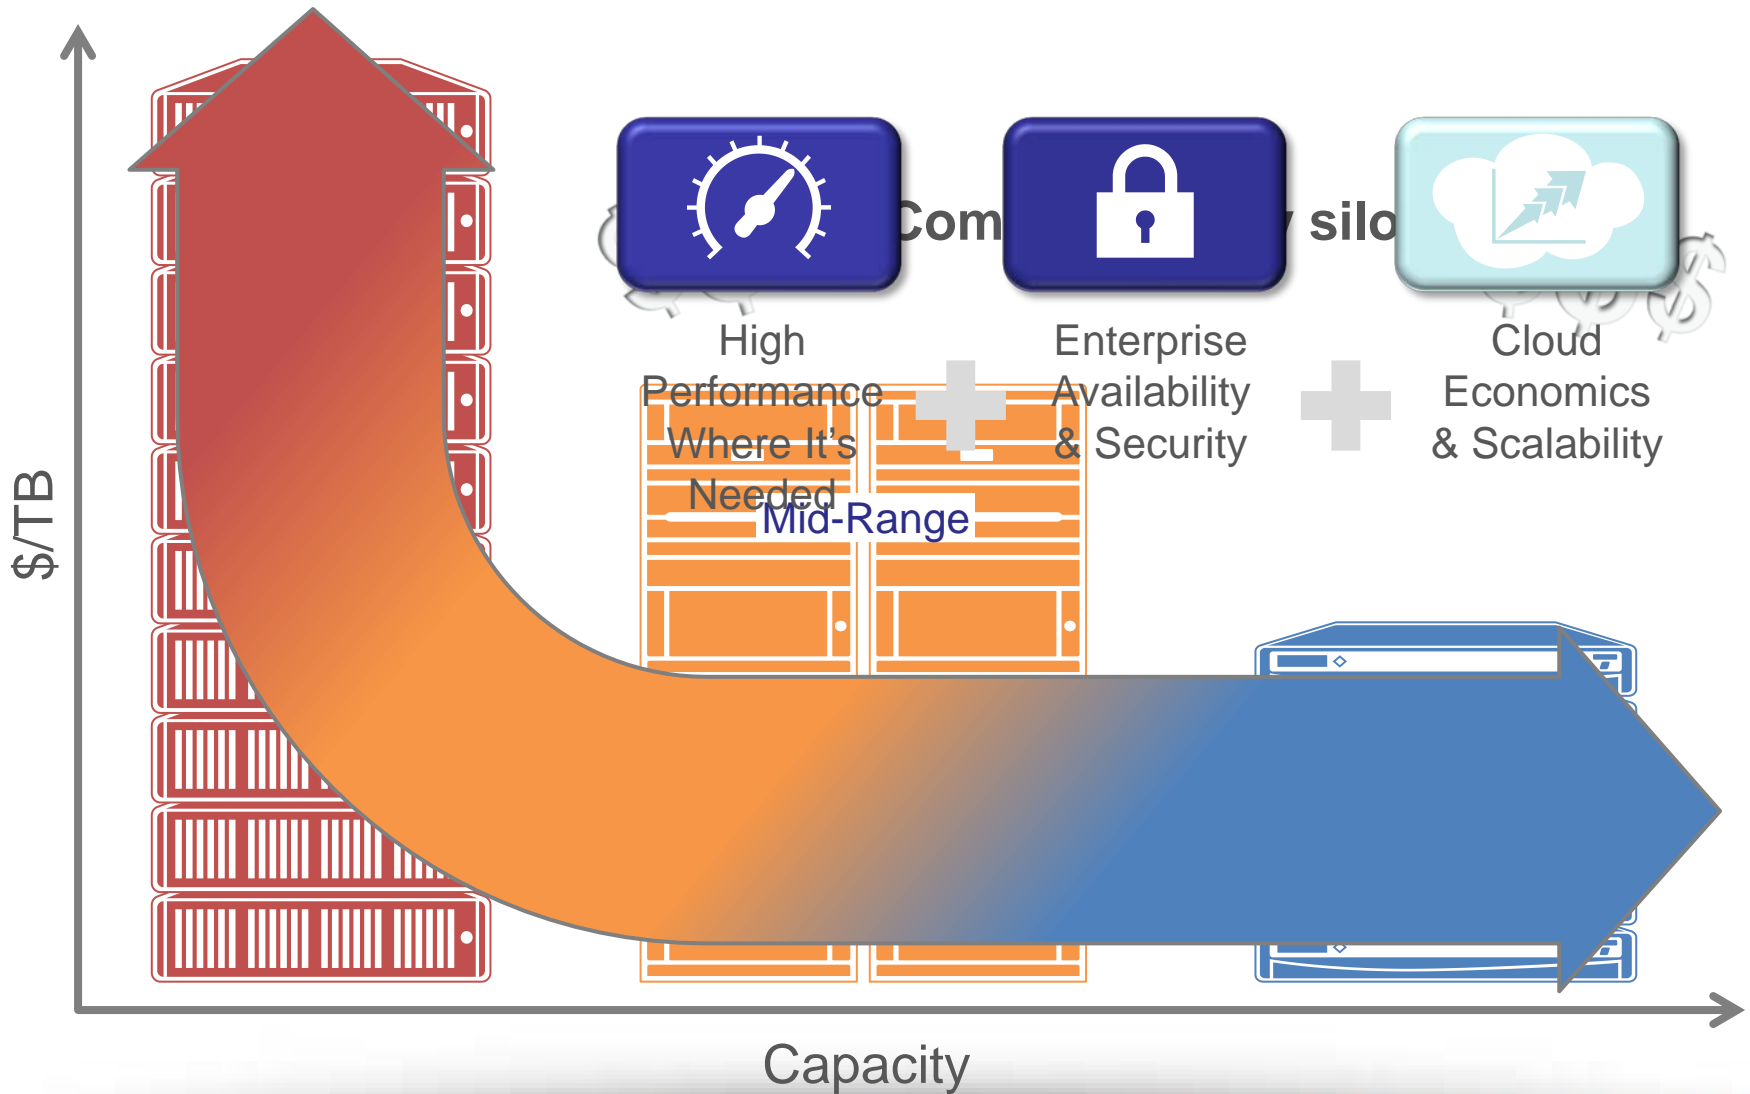 Com
y silo
High
Performance
Where It's
Needed
Enterprise
Availability
& Security
Cloud
Economics
& Scalability
Mid-Range
$/TB
Capacity